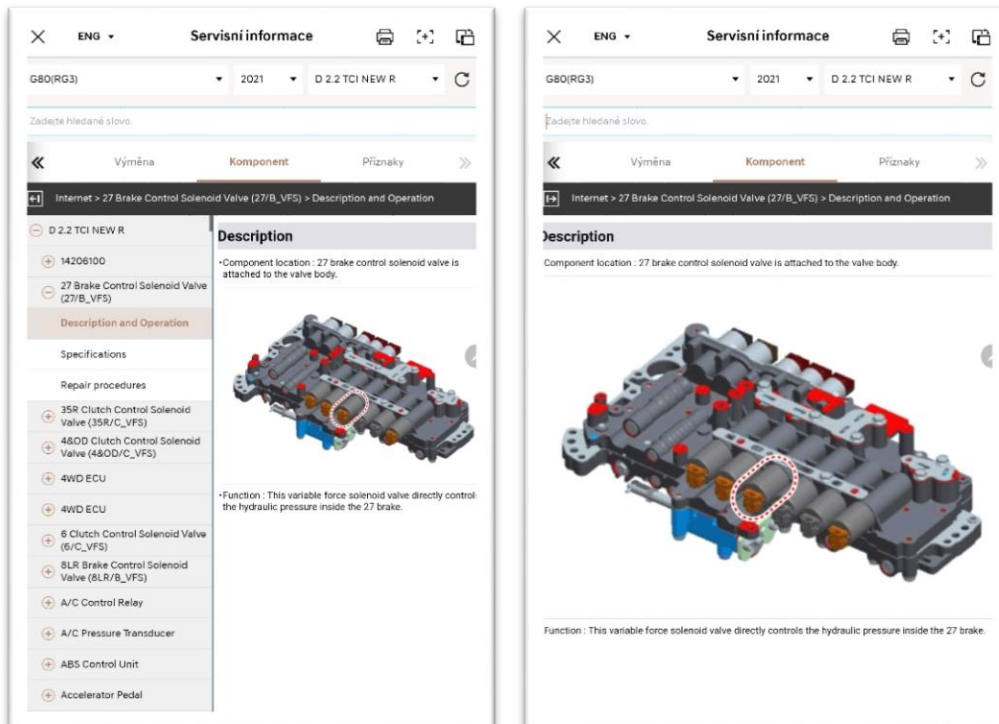 ENG
Servisní informace
G80(RG3)
2021
D 2.2 TCI NEW R
Zadejte hledané slovo.
Výměna
Komponent
Příznaky
Internet > 27 Brake Control Solenoid Valve (27/B_VFS) > Description and Operation
D 2.2 TCI NEW R
14206100
27 Brake Control Solenoid Valve
(27/B_VFS)
Description and Operation
Specifications
Repair procedures
35R Clutch Control Solenoid
Valve (35R/C_VFS)
4&OD Clutch Control Solenoid
Valve (4&OD/C_VFS)
4WD ECU
4WD ECU
6 Clutch Control Solenoid Valve
(6/C_VFS)
8LR Brake Control Solenoid
Valve (8LR/B_VFS)
A/C Control Relay
A/C Pressure Transducer
ABS Control Unit
Accelerator Pedal
Description
•Component location : 27 brake control solenoid valve is
attached to the valve body.
•Function : This variable force solenoid valve directly control
the hydraulic pressure inside the 27 brake.
ENG
Servisní informace
G80(RG3)
2021
D 2.2 TCI NEW R
Zadejte hledané slovo.
Výměna
Komponent
Příznaky
Internet > 27 Brake Control Solenoid Valve (27/B_VFS) > Description and Operation
Description
Component location : 27 brake control solenoid valve is attached to the valve body.
Function : This variable force solenoid valve directly controls the hydraulic pressure inside the 27 brake.